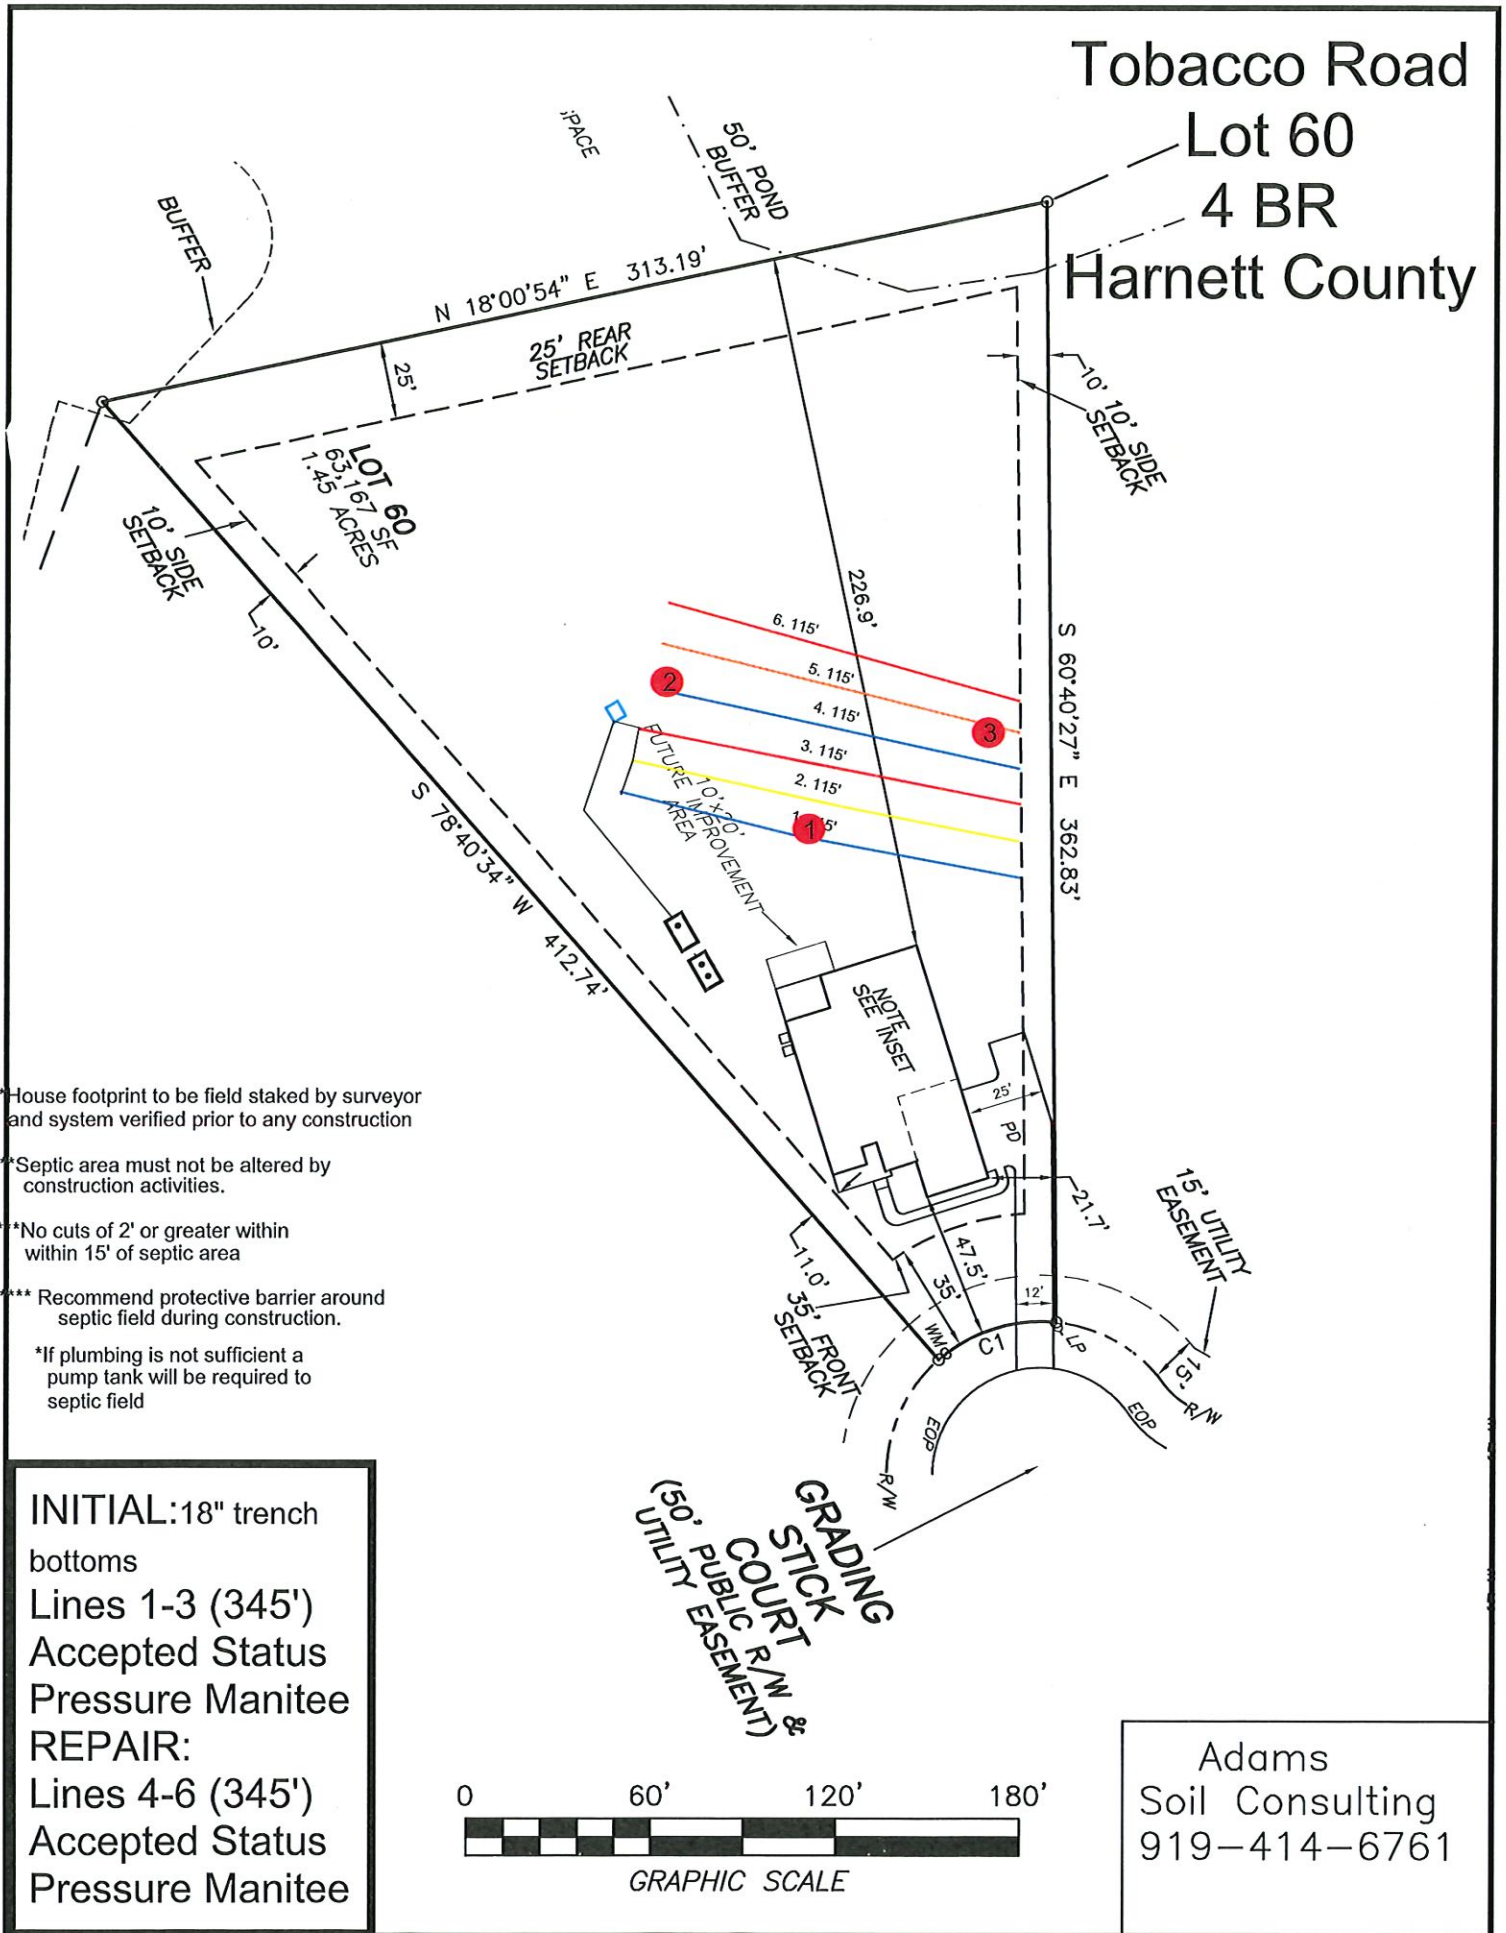 Tobacco Road
Lot 60
4 BR
Harnett County
50' POND
BUFFER
BUFFER
N 18°00'54" E 313.19'
25' REAR
SETBACK
25'
10'
10' SIDE
SETBACK
LOT 60
63,167 SF
1.45 ACRES
10' SIDE
SETBACK
10'
226.9'
6. 115'
5. 115'
2
4. 115'
3
3. 115'
2. 115'
1
S 60°40'27" E 362.83'
10'x20'
FUTURE IMPROVEMENT
AREA
S 78°40'34" W 412.74'
NOTE
SEE INSET
25'
PD
21.7'
15' UTILITY
EASEMENT
11.0'
47.5'
35'
12'
35' FRONT
SETBACK
WM
C1
LP
15'
R/W
EOP
EOP
R/W
GRADING
STICK
COURT
(50' PUBLIC R/W &
UTILITY EASEMENT)
*House footprint to be field staked by surveyor
and system verified prior to any construction
**Septic area must not be altered by
construction activities.
***No cuts of 2' or greater within
within 15' of septic area
**** Recommend protective barrier around
septic field during construction.
*If plumbing is not sufficient a
pump tank will be required to
septic field
INITIAL:18" trench
bottoms
Lines 1-3 (345')
Accepted Status
Pressure Manitee
REPAIR:
Lines 4-6 (345')
Accepted Status
Pressure Manitee
0 60' 120' 180'
GRAPHIC SCALE
Adams
Soil Consulting
919-414-6761